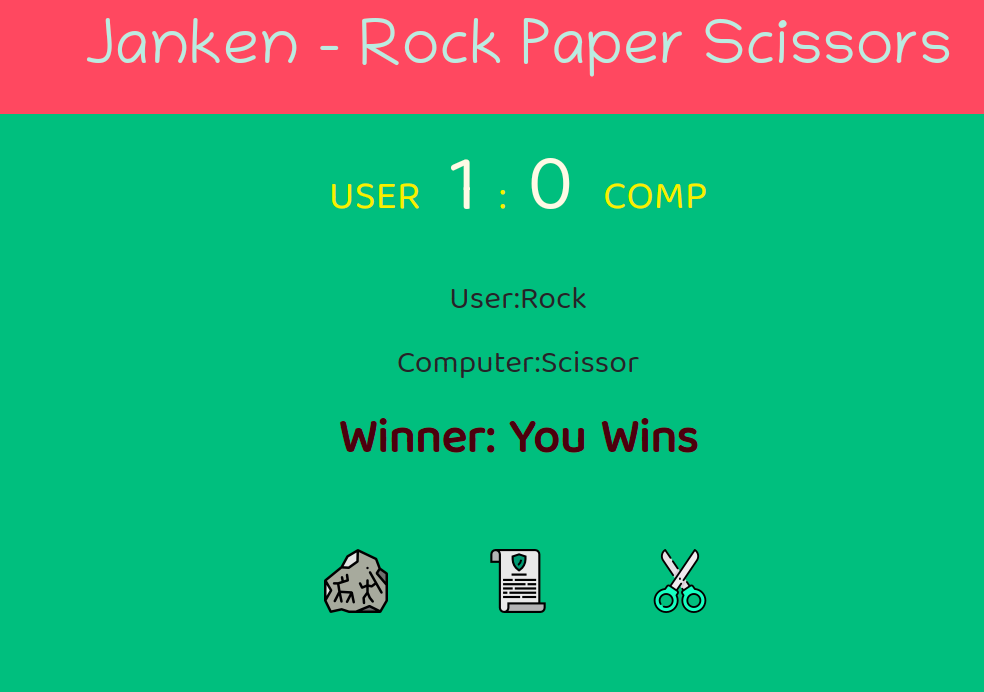 Janken - Rock Paper Scissors
USER 1 : 0 COMP
User:Rock
Computer:Scissor
Winner: You Wins